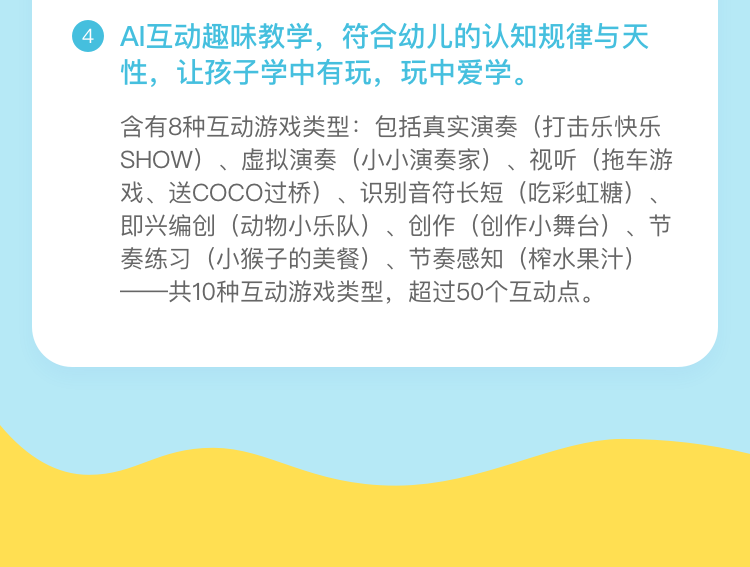 4 AI互动趣味教学，符合幼儿的认知规律与天
性，让孩子学中有玩，玩中爱学。
含有8种互动游戏类型：包括真实演奏（打击乐快乐
SHOW）、虚拟演奏（小小演奏家）、视听（拖车游
戏、送COCO过桥）、识别音符长短（吃彩虹糖）、
即兴编创（动物小乐队）、创作（创作小舞台）、节
奏练习（小猴子的美餐）、节奏感知（榨水果汁）
——共10种互动游戏类型，超过50个互动点。